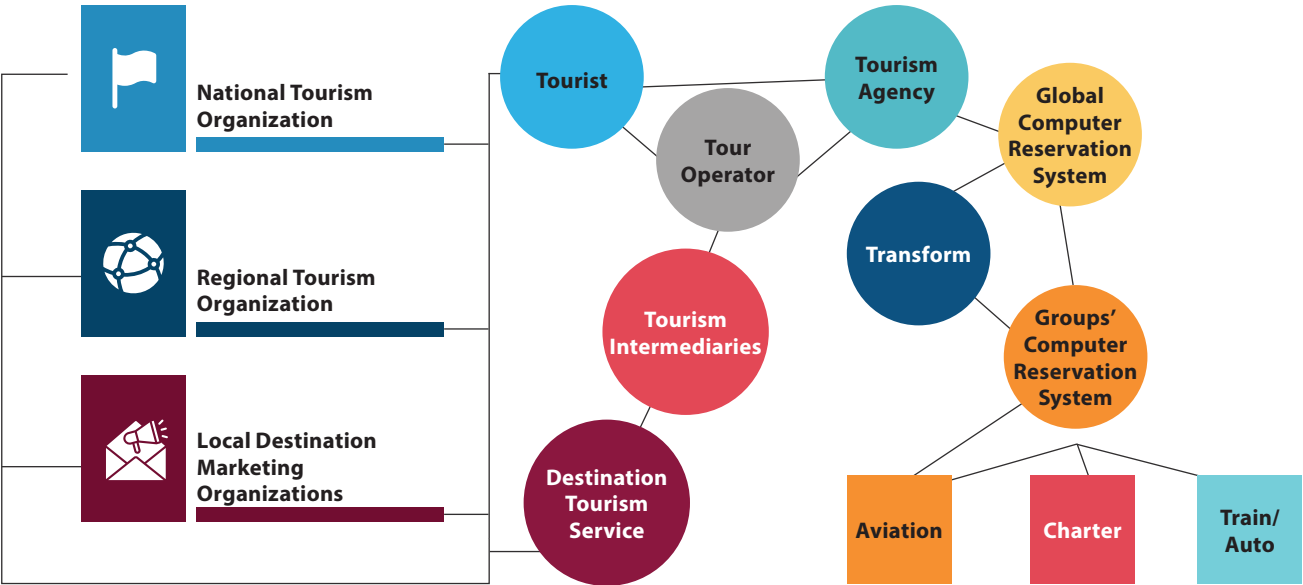 National Tourism
Organization
Regional Tourism
Organization
Local Destination
Marketing
Organizations
Tourist
Tour
Operator
Tourism
Agency
Global
Computer
Reservation
System
Transform
Tourism
Intermediaries
Groups’
Computer
Reservation
System
Destination
Tourism
Service
Aviation
Charter
Train/
Auto